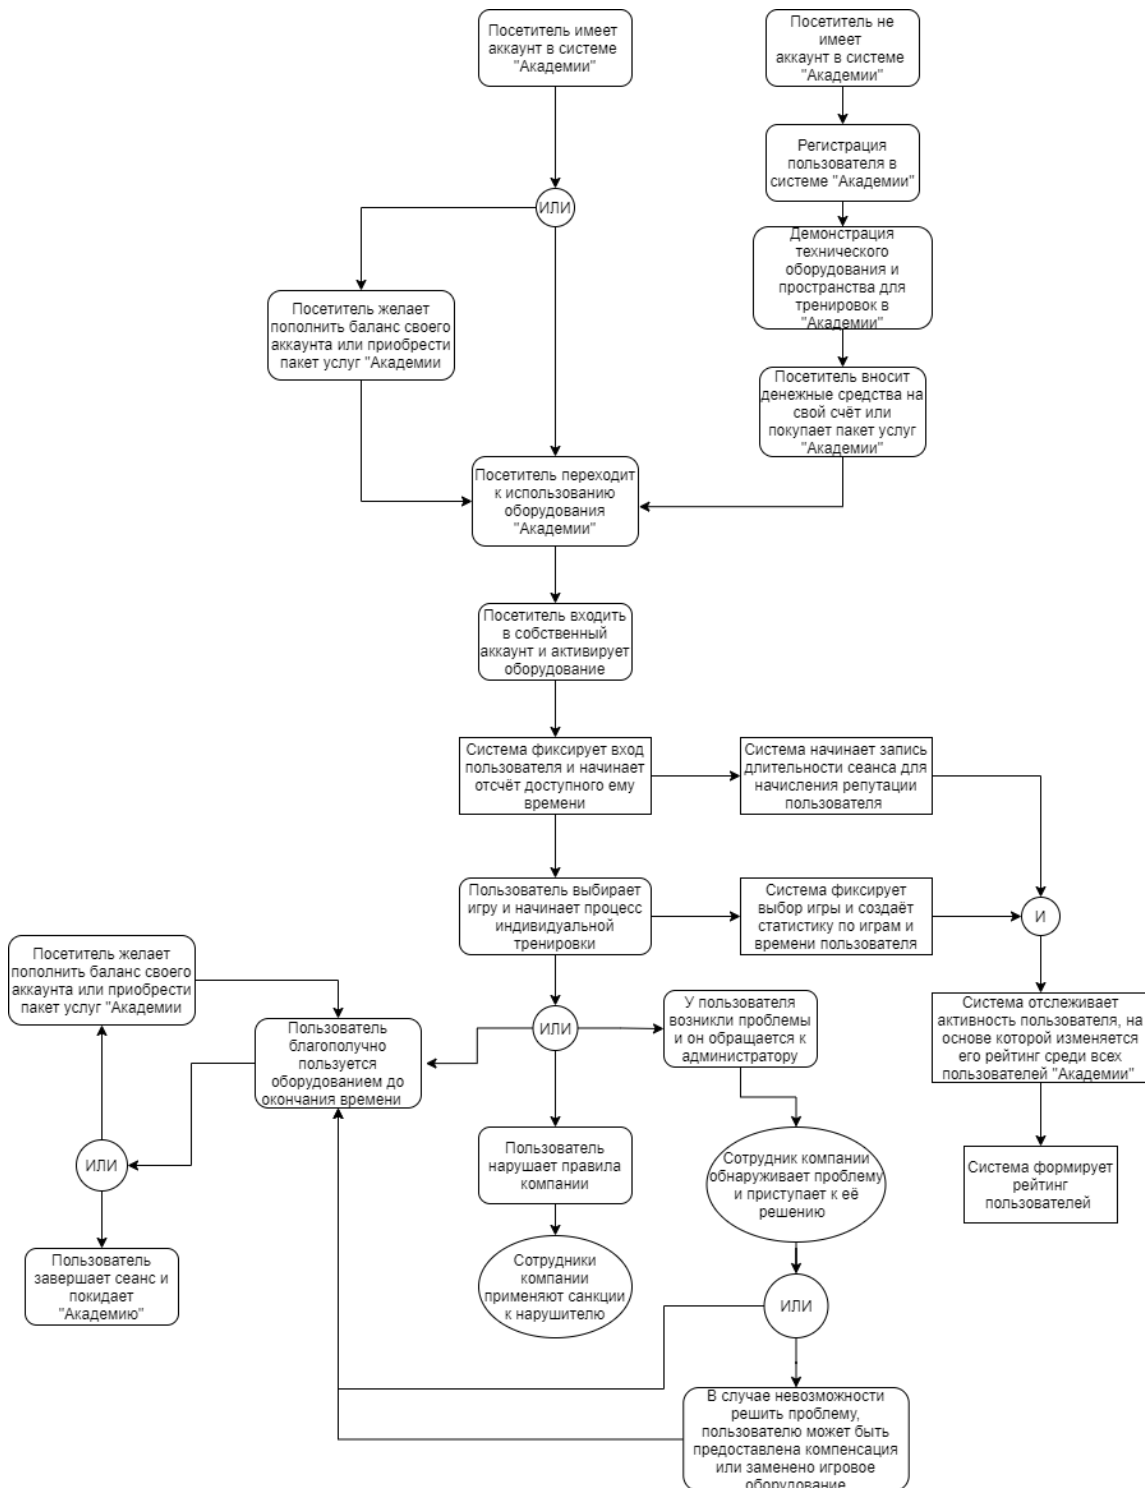 Посетитель имеет
аккаунт в системе
"Академии"
Посетитель не
имеет
аккаунт в системе
"Академии"
Регистрация
пользователя в
системе "Академии"
ИЛИ
Демонстрация
технического
оборудования и
пространства для
тренировок в
"Академии"
Посетитель желает
пополнить баланс своего
аккаунта или приобрести
пакет услуг "Академии
Посетитель вносит
денежные средства на
свой счёт или
покупает пакет услуг
"Академии"
Посетитель переходит
к использованию
оборудования
"Академии"
Посетитель входить
в собственный
аккаунт и активирует
оборудование
Система фиксирует вход
пользователя и начинает
отсчёт доступного ему
времени
Система начинает запись
длительности сеанса для
начисления репутации
пользователя
Пользователь выбирает
игру и начинает процесс
индивидуальной
тренировки
Система фиксирует
выбор игры и создаёт
статистику по играм и
времени пользователя
И
Посетитель желает
пополнить баланс своего
аккаунта или приобрести
пакет услуг "Академии
Пользователь
благополучно
пользуется
оборудованием до
окончания времени
ИЛИ
У пользователя
возникли проблемы
и он обращается к
администратору
Система отслеживает
активность пользователя, на
основе которой изменяется
его рейтинг среди всех
пользователей "Академии"
ИЛИ
Пользователь
нарушает правила
компании
Сотрудник компании
обнаруживает проблему
и приступает к её
решению
Система формирует
рейтинг
пользователей
Пользователь
завершает сеанс и
покидает
"Академию"
Сотрудники
компании
применяют санкции
к нарушителю
ИЛИ
В случае невозможности
решить проблему,
пользователю может быть
предоставлена компенсация
или заменено игровое
оборудование